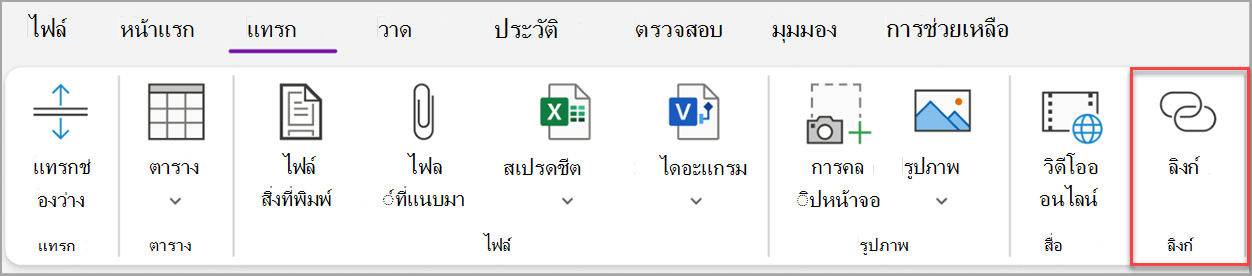 ไฟล์ หน้าแรก แทรก วาด ประวัติ ตรวจสอบ มุมมอง การช่วยเหลือ
แทรกช่ ไฟล์ ไฟล การคล วิดีโออ
องว่าง ตาราง สิ่งที่พิมพ์ ์ที่แนบมา สเปรดชีต ไดอะแกรม ิปหน้าจอ รูปภาพ อนไลน์ ลิงก์
แทรก ตาราง ไฟล์ รูปภาพ สื่อ ลิงก์